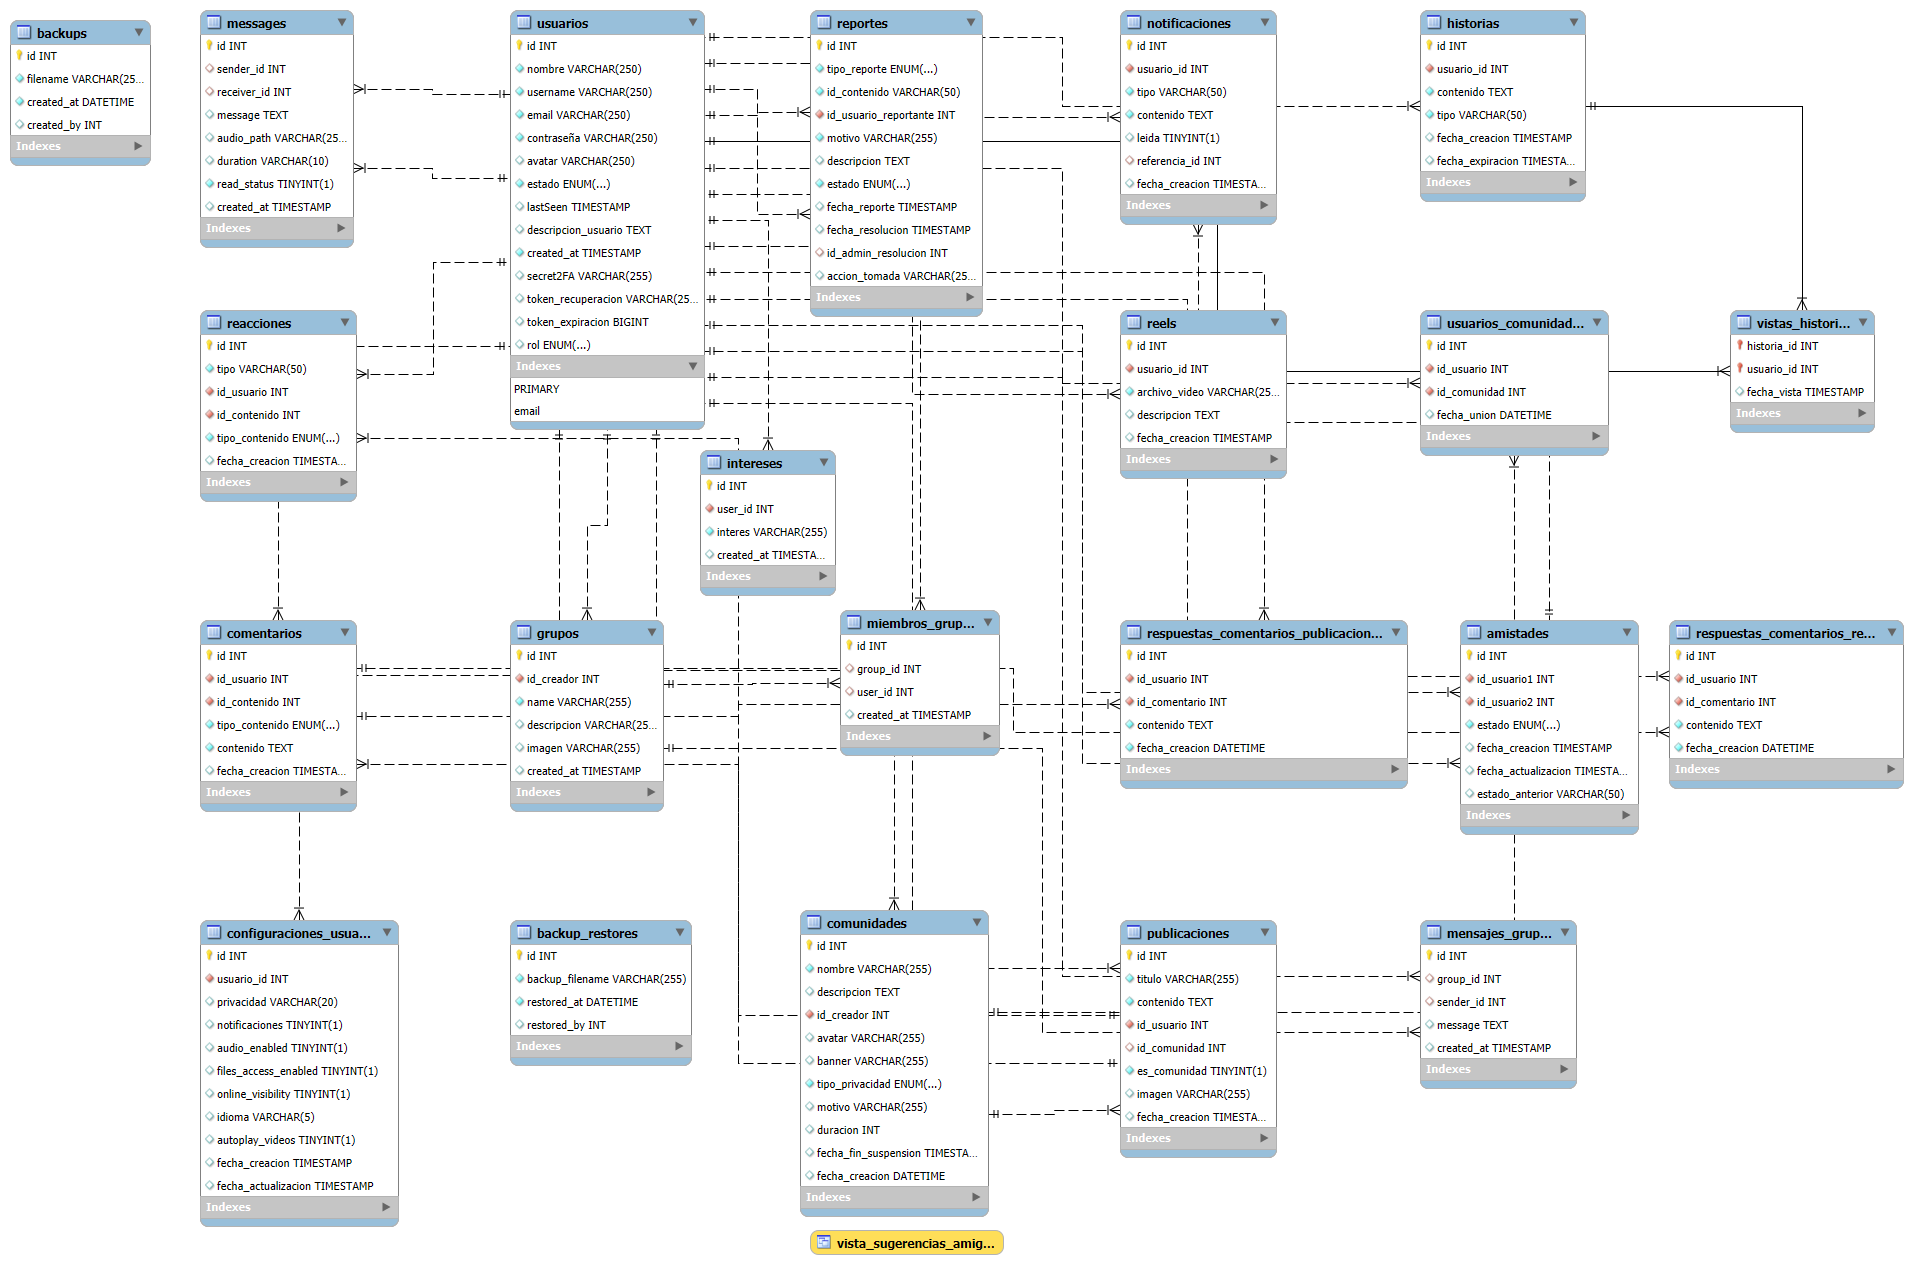 backups
id INT
filename VARCHAR(25...
created_at DATETIME
created_by INT
Indexes
messages
id INT
sender_id INT
receiver_id INT
message TEXT
audio_path VARCHAR(25...
duration VARCHAR(10)
read_status TINYINT(1)
created_at TIMESTAMP
Indexes
usuarios
id INT
nombre VARCHAR(250)
username VARCHAR(250)
email VARCHAR(250)
contraseña VARCHAR(250)
avatar VARCHAR(250)
estado ENUM(...)
lastSeen TIMESTAMP
descripcion_usuario TEXT
created_at TIMESTAMP
secret2FA VARCHAR(255)
token_recuperacion VARCHAR(25...
token_expiracion BIGINT
rol ENUM(...)
Indexes
PRIMARY
email
reportes
id INT
tipo_reporte ENUM(...)
id_contenido VARCHAR(50)
id_usuario_reportante INT
motivo VARCHAR(255)
descripcion TEXT
estado ENUM(...)
fecha_reporte TIMESTAMP
fecha_resolucion TIMESTAMP
id_admin_resolucion INT
accion_tomada VARCHAR(25...
Indexes
notificaciones
id INT
usuario_id INT
tipo VARCHAR(50)
contenido TEXT
leida TINYINT(1)
referencia_id INT
fecha_creacion TIMESTA...
Indexes
historias
id INT
usuario_id INT
contenido TEXT
tipo VARCHAR(50)
fecha_creacion TIMESTAMP
fecha_expiracion TIMESTA...
Indexes
reacciones
id INT
tipo VARCHAR(50)
id_usuario INT
id_contenido INT
tipo_contenido ENUM(...)
fecha_creacion TIMESTA...
Indexes
intereses
id INT
user_id INT
interes VARCHAR(255)
created_at TIMESTA...
Indexes
reels
id INT
usuario_id INT
archivo_video VARCHAR(25...
descripcion TEXT
fecha_creacion TIMESTAMP
Indexes
usuarios_comunidad...
id INT
id_usuario INT
id_comunidad INT
fecha_union DATETIME
Indexes
vistas_histori...
historia_id INT
usuario_id INT
fecha_vista TIMESTAMP
Indexes
comentarios
id INT
id_usuario INT
id_contenido INT
tipo_contenido ENUM(...)
contenido TEXT
fecha_creacion TIMESTA...
Indexes
grupos
id INT
id_creador INT
name VARCHAR(255)
descripcion VARCHAR(25...
imagen VARCHAR(255)
created_at TIMESTAMP
Indexes
miembros_grup...
id INT
group_id INT
user_id INT
created_at TIMESTAMP
Indexes
respuestas_comentarios_publicacion...
id INT
id_usuario INT
id_comentario INT
contenido TEXT
fecha_creacion DATETIME
Indexes
amistades
id INT
id_usuario1 INT
id_usuario2 INT
estado ENUM(...)
fecha_creacion TIMESTAMP
fecha_actualizacion TIMESTA...
estado_anterior VARCHAR(50)
Indexes
respuestas_comentarios_re...
id INT
id_usuario INT
id_comentario INT
contenido TEXT
fecha_creacion DATETIME
Indexes
configuraciones_usua...
id INT
usuario_id INT
privacidad VARCHAR(20)
notificaciones TINYINT(1)
audio_enabled TINYINT(1)
files_access_enabled TINYINT(1)
online_visibility TINYINT(1)
idioma VARCHAR(5)
autoplay_videos TINYINT(1)
fecha_creacion TIMESTAMP
fecha_actualizacion TIMESTAMP
Indexes
backup_restores
id INT
backup_filename VARCHAR(255)
restored_at DATETIME
restored_by INT
Indexes
comunidades
id INT
nombre VARCHAR(255)
descripcion TEXT
id_creador INT
avatar VARCHAR(255)
banner VARCHAR(255)
tipo_privacidad ENUM(...)
motivo VARCHAR(255)
duracion INT
fecha_fin_suspension TIMESTA...
fecha_creacion DATETIME
Indexes
publicaciones
id INT
titulo VARCHAR(255)
contenido TEXT
id_usuario INT
id_comunidad INT
es_comunidad TINYINT(1)
imagen VARCHAR(255)
fecha_creacion TIMESTA...
Indexes
mensajes_grup...
id INT
group_id INT
sender_id INT
message TEXT
created_at TIMESTAMP
Indexes
vista_sugerencias_amig...